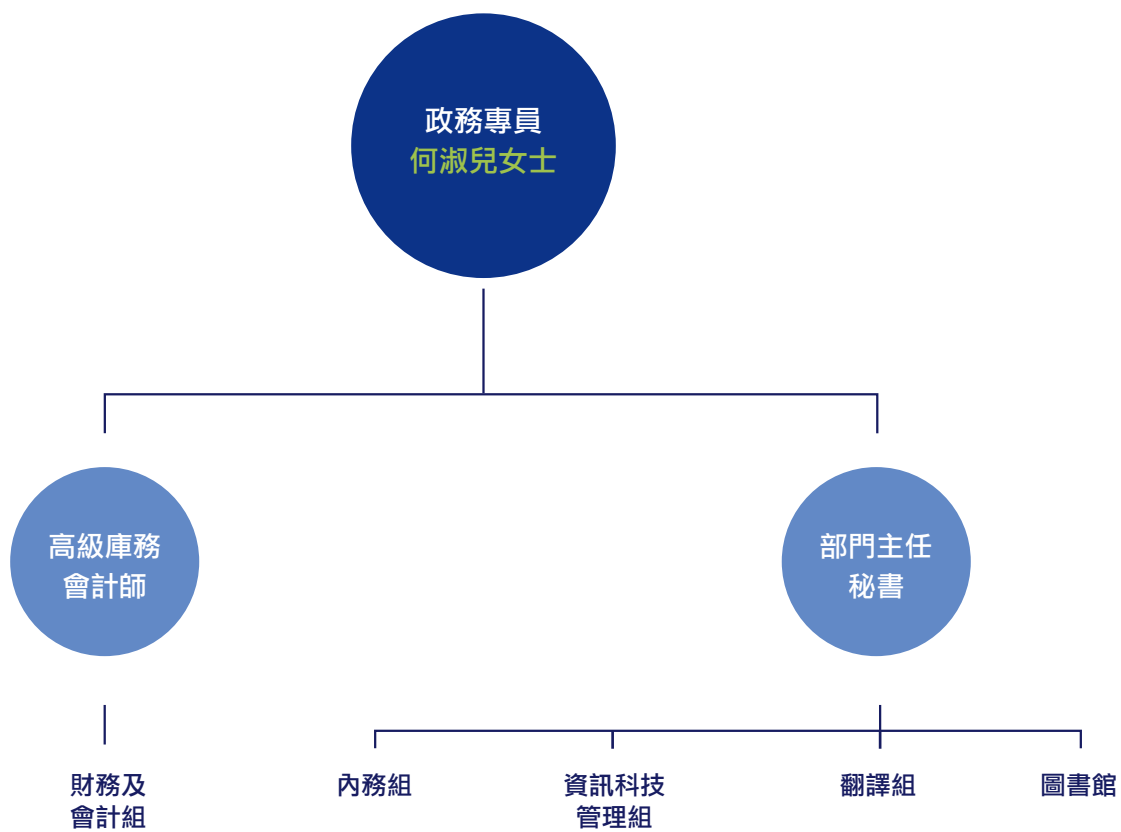 政務專員
何淑兒女士
高級庫務
會計師
部門主任
秘書
財務及
會計組
內務組
資訊科技
管理組
翻譯組
圖書館